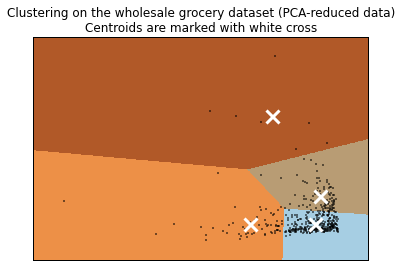 Clustering on the wholesale grocery dataset (PCA-reduced data)
Centroids are marked with white cross